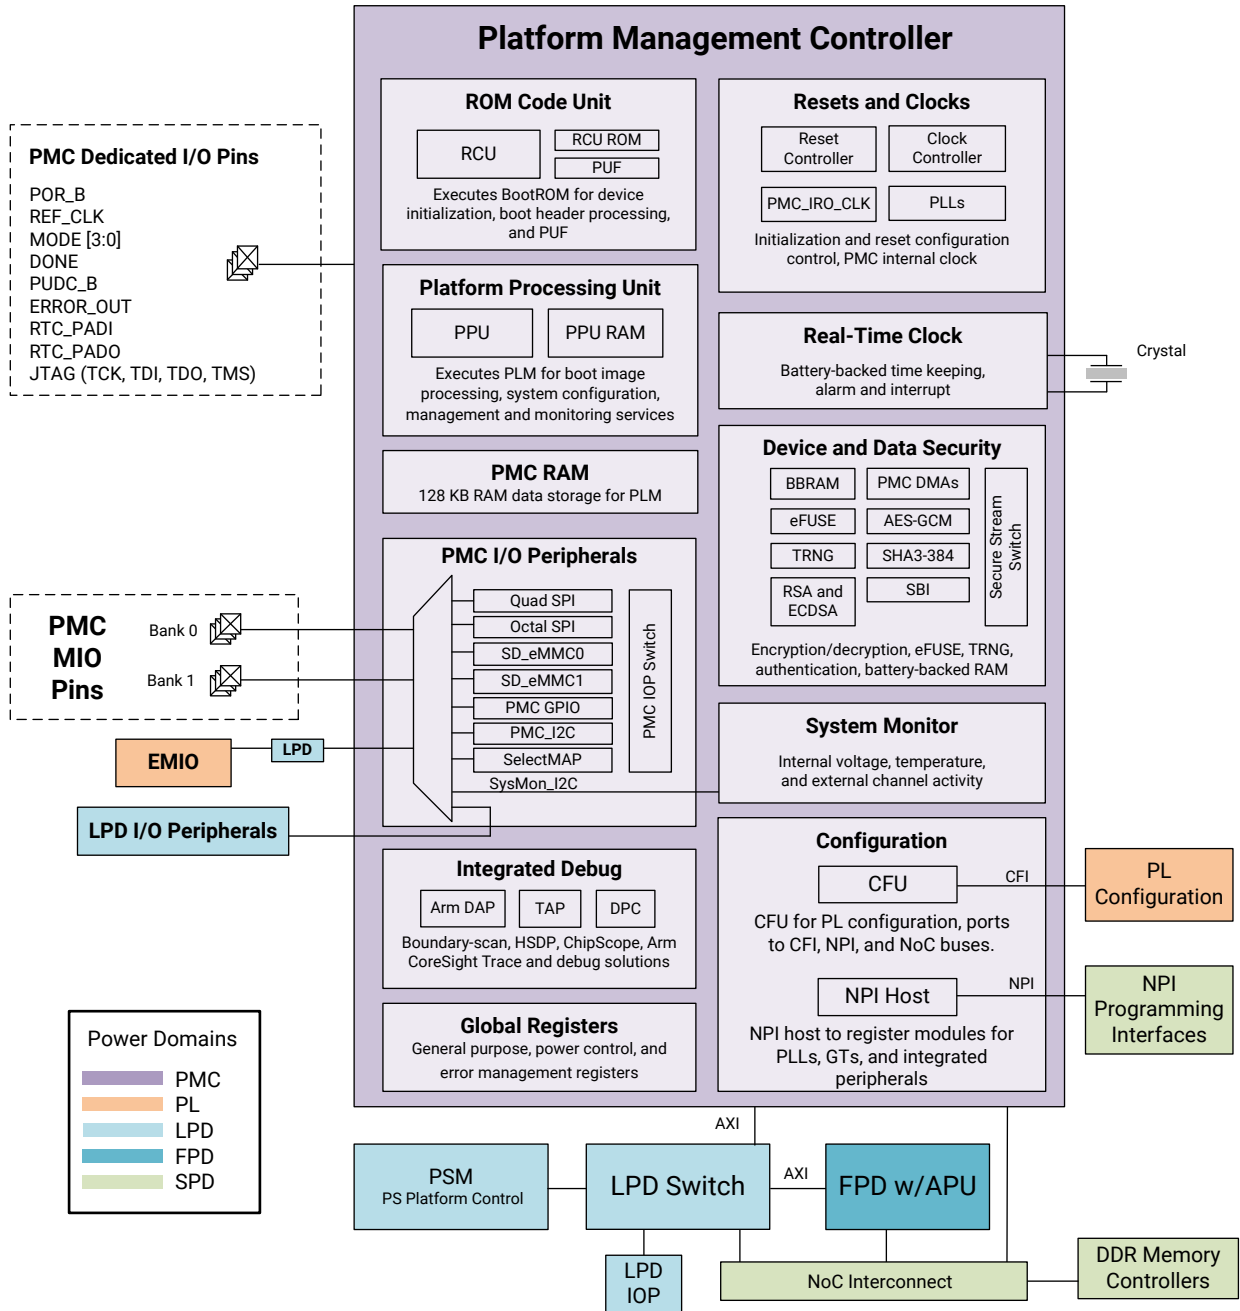 Platform Management Controller
PMC Dedicated I/O Pins
POR_B
REF_CLK
MODE [3:0]
DONE
PUDC_B
ERROR_OUT
RTC_PADI
RTC_PADO
JTAG (TCK, TDI, TDO, TMS)
ROM Code Unit
RCU
RCU ROM
PUF
Executes BootROM for device
initialization, boot header processing,
and PUF
Resets and Clocks
Reset
Controller
Clock
Controller
PMC_IRO_CLK
PLLs
Initialization and reset configuration
control, PMC internal clock
Platform Processing Unit
PPU
PPU RAM
Executes PLM for boot image
processing, system configuration,
management and monitoring services
Real-Time Clock
Battery-backed time keeping,
alarm and interrupt
Crystal
PMC RAM
128 KB RAM data storage for PLM
Device and Data Security
BBRAM
PMC DMAs
eFUSE
AES-GCM
TRNG
SHA3-384
RSA and
ECDSA
SBI
Secure Stream
Switch
Encryption/decryption, eFUSE, TRNG,
authentication, battery-backed RAM
PMC I/O Peripherals
Quad SPI
Octal SPI
SD_eMMC0
SD_eMMC1
PMC GPIO
PMC_I2C
SelectMAP
SysMon_I2C
PMC IOP Switch
PMC
MIO
Pins
Bank 0
Bank 1
EMIO
LPD
LPD I/O Peripherals
System Monitor
Internal voltage, temperature,
and external channel activity
Integrated Debug
Arm DAP
TAP
DPC
Boundary-scan, HSDP, ChipScope, Arm
CoreSight Trace and debug solutions
Configuration
CFU
CFI
CFU for PL configuration, ports
to CFI, NPI, and NoC buses.
NPI Host
NPI
NPI host to register modules for
PLLs, GTs, and integrated
peripherals
PL
Configuration
NPI
Programming
Interfaces
Global Registers
General purpose, power control, and
error management registers
Power Domains
PMC
PL
LPD
FPD
SPD
AXI
PSM
PS Platform Control
LPD Switch
AXI
FPD w/APU
LPD
IOP
NoC Interconnect
DDR Memory
Controllers